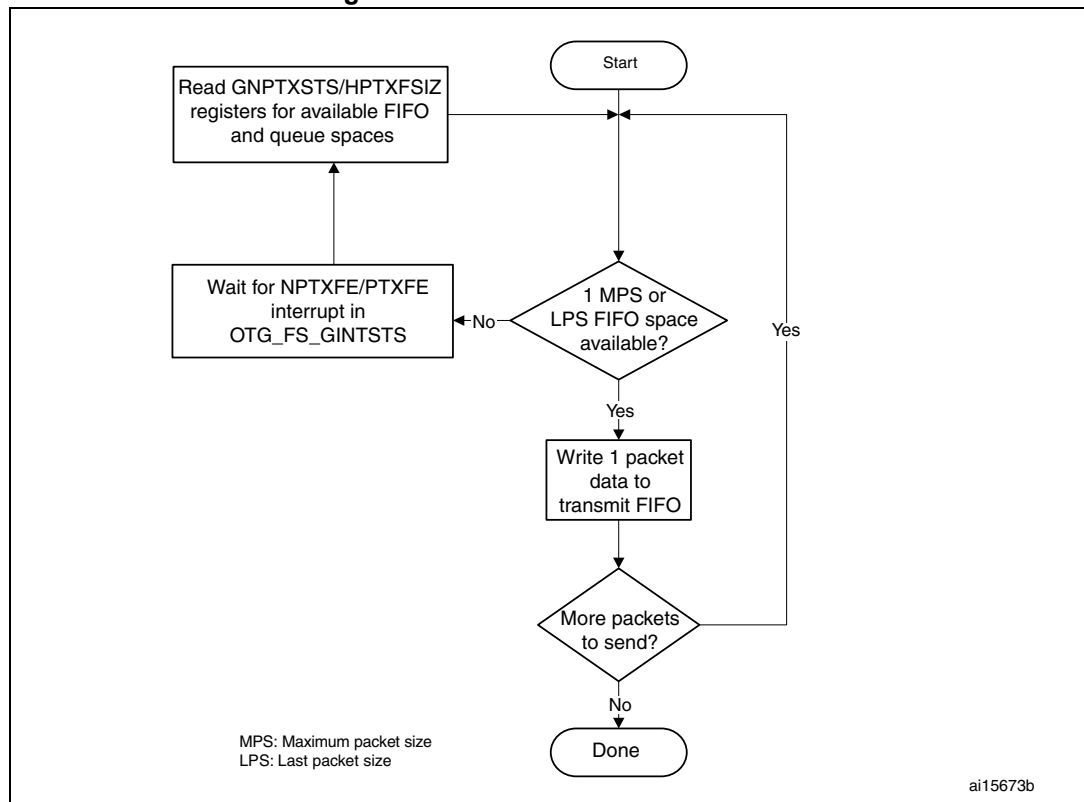 Start
Read GNPTXSTS/HPTXFSIZ
registers for available FIFO
and queue spaces
Wait for NPTXFE/PTXFE
interrupt in
OTG_FS_GINTSTS
No
1 MPS or
LPS FIFO space
available?
Yes
Yes
Write 1 packet
data to
transmit FIFO
More packets
to send?
No
Done
MPS: Maximum packet size
LPS: Last packet size
ai15673b